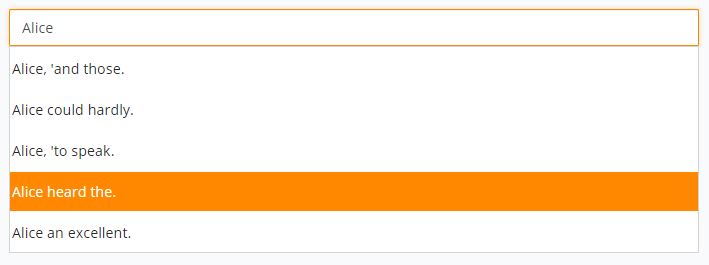 Alice
Alice, 'and those.
Alice could hardly.
Alice, 'to speak.
Alice heard the.
Alice an excellent.